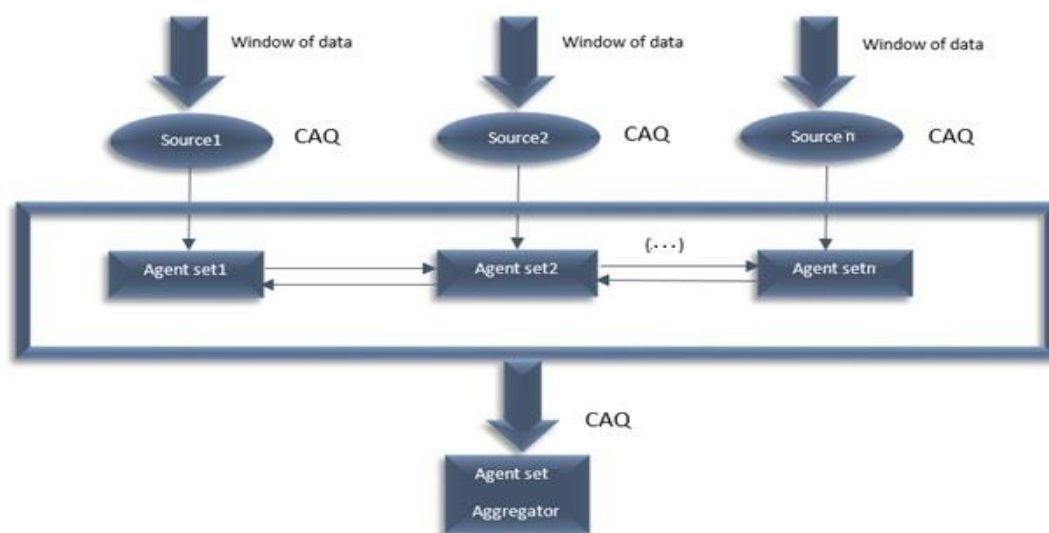 Window of data
Window of data
Window of data
Source1
CAQ
Source2
CAQ
Source n
CAQ
(...)
Agent set1
Agent set2
Agent setn
CAQ
Agent set
Aggregator